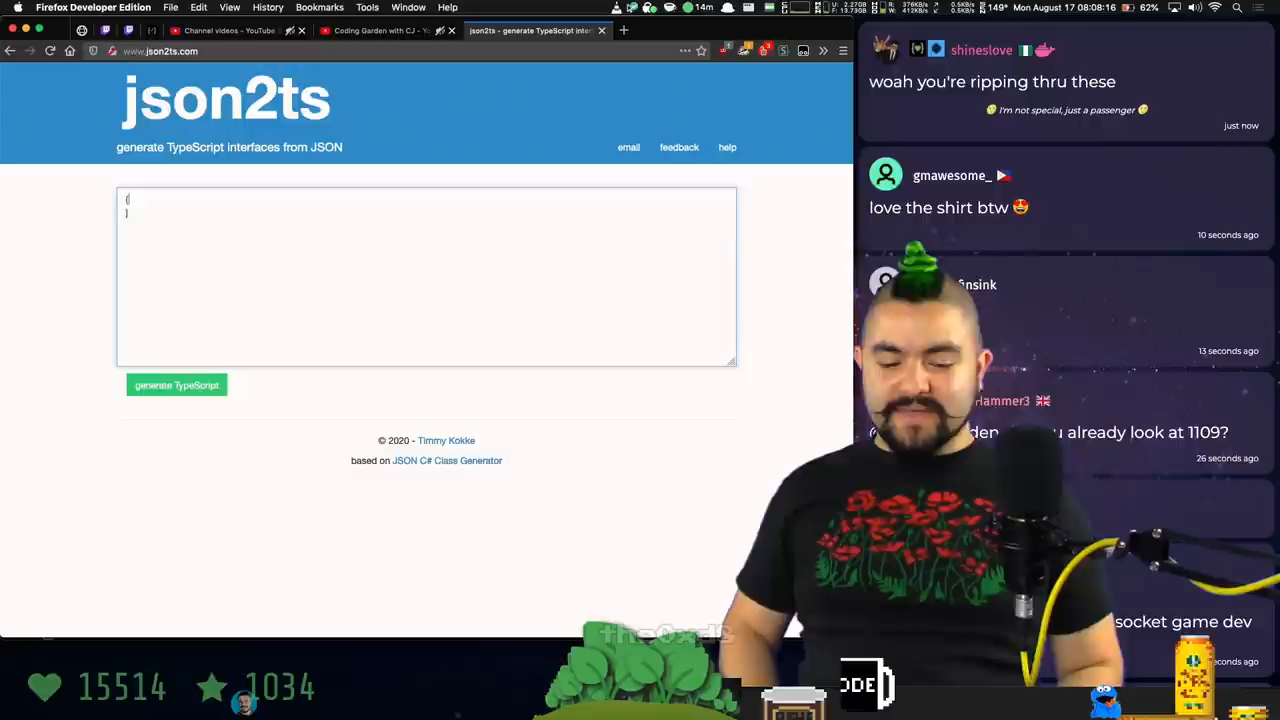 Firefox Developer Edition File Edit View History Bookmarks Tools Window Help
14m
149°
Mon August 17 08:08:16
62%
Channel videos - YouTube
Coding Garden with CJ - Yo
json2ts - generate TypeScript inter
www.json2ts.com
json2ts
generate TypeScript interfaces from JSON
email feedback help
generate TypeScript
© 2020 - Timmy Kokke
based on JSON C# Class Generator
shineslove
woah you're ripping thru these
I'm not special, just a passenger
just now
gmawesome_
love the shirt btw
10 seconds ago
13 seconds ago
already look at 1109?
26 seconds ago
socket game dev
15514
1034